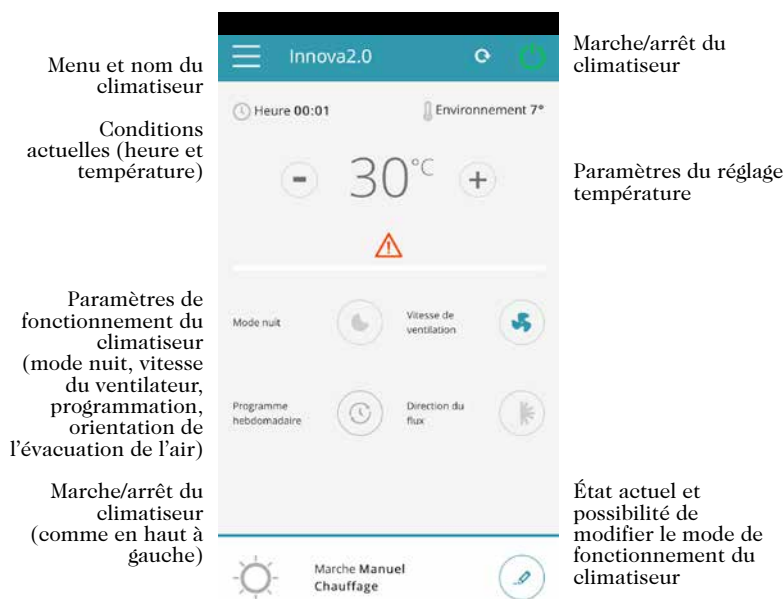 Menu et nom du
climatiseur
Conditions
actuelles (heure et
température)
Paramètres de
fonctionnement du
climatiseur
(mode nuit, vitesse
du ventilateur,
programmation,
orientation de
l'évacuation de l'air)
Marche/arrêt du
climatiseur
(comme en haut à
gauche)
Innova2.0
Heure 00:01
Environnement 7°
- 30°C +
Mode nuit
Vitesse de
ventilation
Programme
hebdomadaire
Direction du
flux
Marche Manuel
Chauffage
Marche/arrêt du
climatiseur
Paramètres du réglage
température
État actuel et
possibilité de
modifier le mode de
fonctionnement du
climatiseur